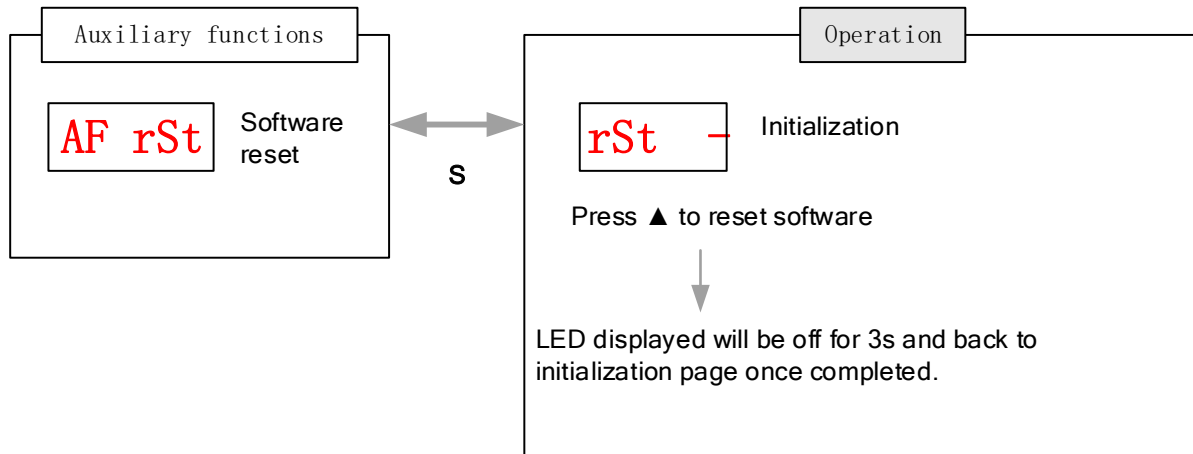 Auxiliary functions
AF rSt
Software
reset
S
Operation
rSt -
Initialization
Press ▲ to reset software
LED displayed will be off for 3s and back to
initialization page once completed.